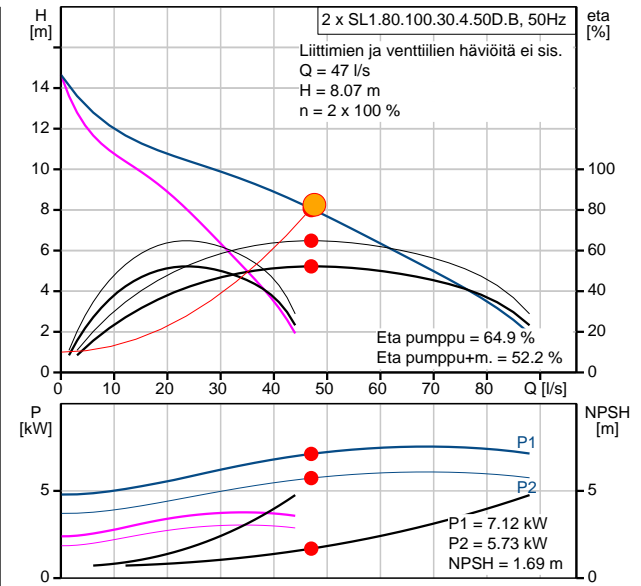 H
[m]
2 x SL1.80.100.30.4.50D.B, 50Hz
eta
[%]
Liittimien ja venttiilien häviöitä ei sis.
Q = 47 l/s
H = 8.07 m
n = 2 x 100 %
14
12
10
8
6
4
2
0
100
80
60
40
20
0
Eta pumppu = 64.9 %
Eta pumppu+m. = 52.2 %
0 10 20 30 40 50 60 70 80 Q [l/s]
P
[kW]
NPSH
[m]
P1
P2
5
0
5
0
P1 = 7.12 kW
P2 = 5.73 kW
NPSH = 1.69 m